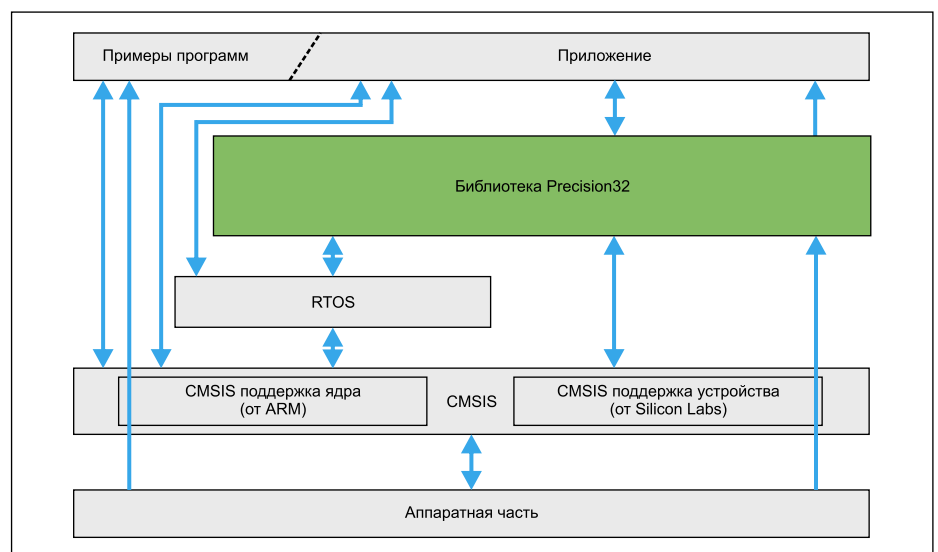 Примеры программ
Приложение
Библиотека Precision32
RTOS
CMSIS поддержка ядра
(от ARM)
CMSIS
CMSIS поддержка устройства
(от Silicon Labs)
Аппаратная часть